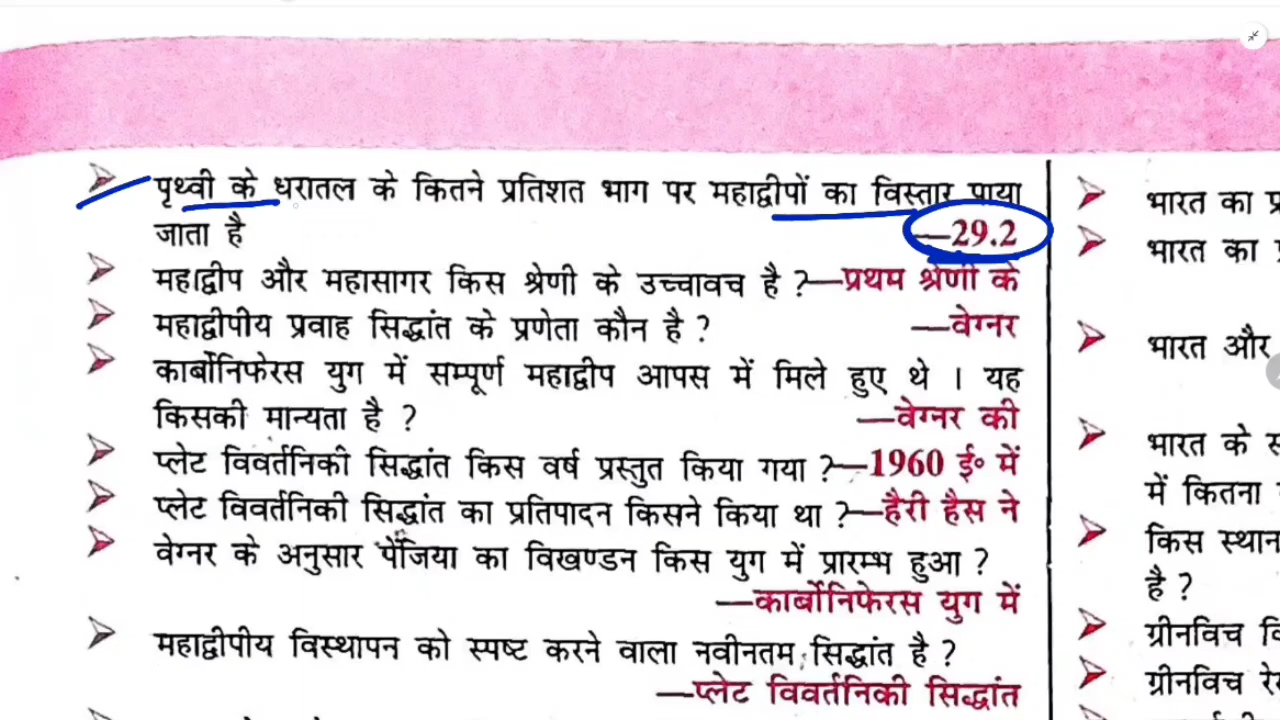 पृथ्वी के धरातल के कितने प्रतिशत भाग पर महाद्वीपों का विस्तार पाया
जाता है —29.2
महाद्वीप और महासागर किस श्रेणी के उच्चावच है ?—प्रथम श्रेणी के
महाद्वीपीय प्रवाह सिद्धांत के प्रणेता कौन है ? —वेग्नर
कार्बोनिफेरस युग में सम्पूर्ण महाद्वीप आपस में मिले हुए थे । यह
किसकी मान्यता है ? —वेग्नर की
प्लेट विवर्तनिकी सिद्धांत किस वर्ष प्रस्तुत किया गया ?—1960 ई॰ में
प्लेट विवर्तनिकी सिद्धांत का प्रतिपादन किसने किया था ?—हैरी हैस ने
वेग्नर के अनुसार पेंजिया का विखण्डन किस युग में प्रारम्भ हुआ ?
—कार्बोनिफेरस युग में
महाद्वीपीय विस्थापन को स्पष्ट करने वाला नवीनतम सिद्धांत है ?
—प्लेट विवर्तनिकी सिद्धांत
भारत का
भारत का
भारत और
भारत के
में कितना
किस स्थान
है ?
ग्रीनविच
ग्रीनविच